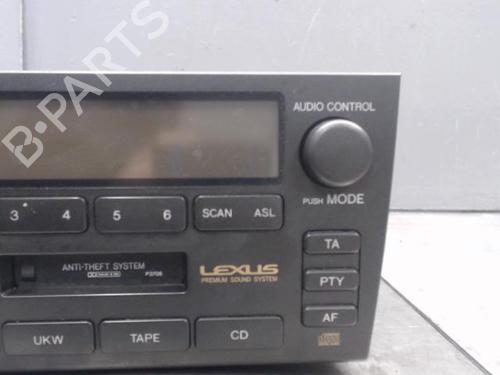 B-PARTS
AUDIO CONTROL
PUSH MODE
3 4 5 6 SCAN ASL
TA
ANTI-THEFT SYSTEM
P3706
LEXUS
PREMIUM SOUND SYSTEM
PTY
AF
UKW TAPE CD